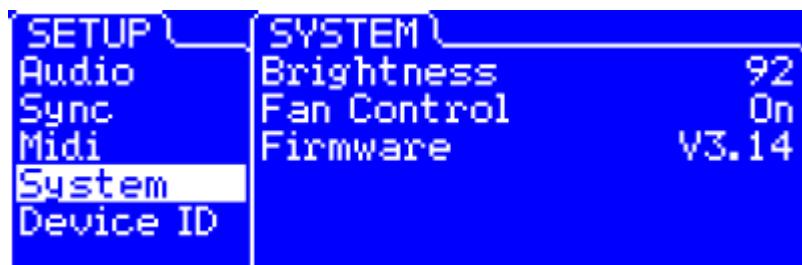 SETUP
Audio
Sync
Midi
System
Device ID
SYSTEM
Brightness 92
Fan Control On
Firmware V3.14